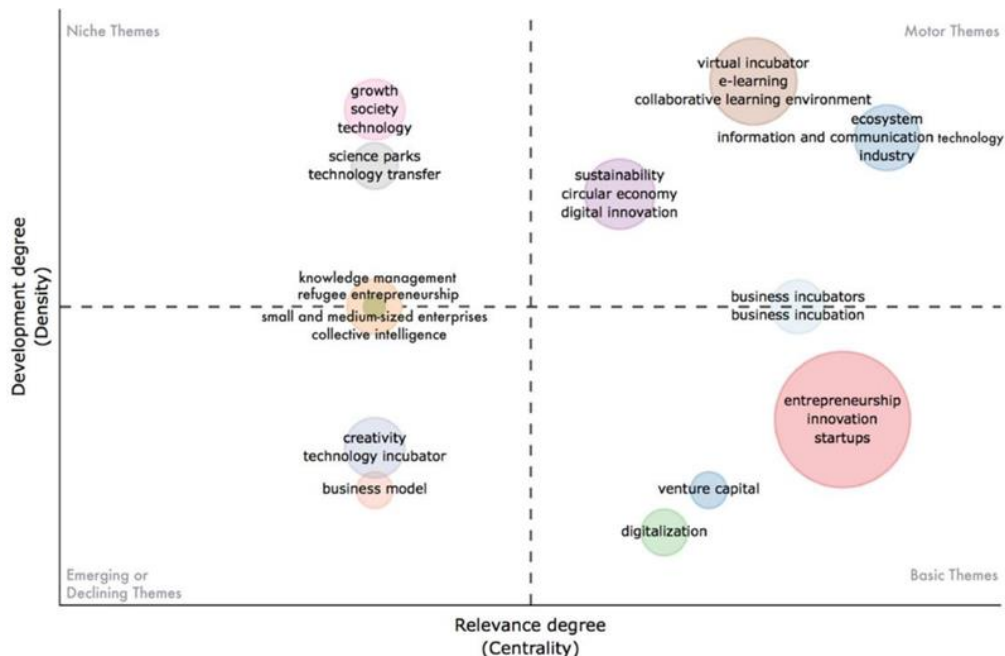 Niche Themes
Motor Themes
growth
society
technology
science parks
technology transfer
virtual incubator
e-learning
collaborative learning environment
ecosystem
information and communication technology
industry
sustainability
circular economy
digital innovation
knowledge management
refugee entrepreneurship
small and medium-sized enterprises
collective intelligence
business incubators
business incubation
entrepreneurship
innovation
startups
creativity
technology incubator
business model
venture capital
digitalization
Emerging or
Declining Themes
Basic Themes
Development degree
(Density)
Relevance degree
(Centrality)